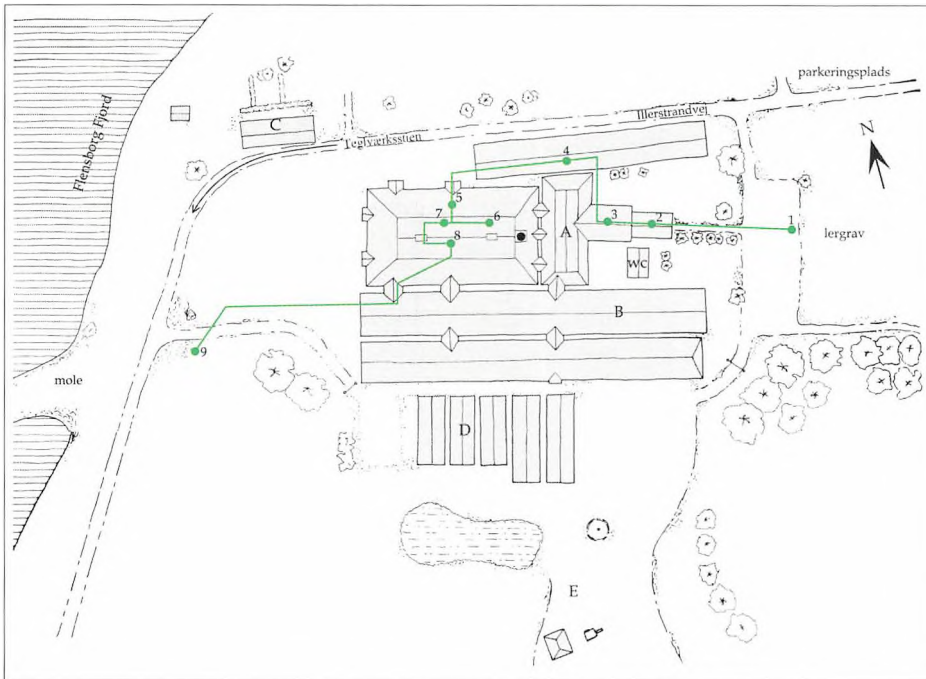 parkeringsplads
Flensborg Fjord
C
Teglværksstien
Illerstrandvej
N
4
5
7
6
8
A
3
2
1
lergrav
wc
B
9
mole
D
E